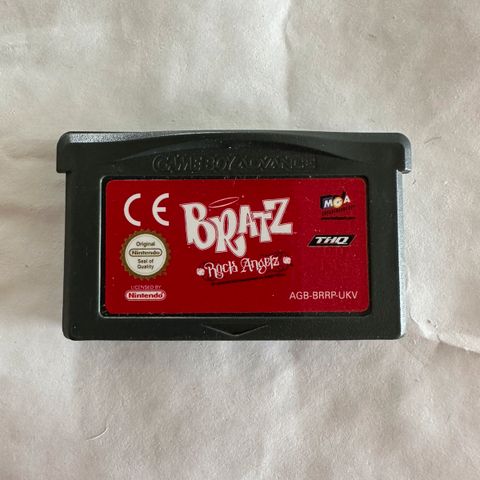 GAME BOY ADVANCE
CE
BRATZ
Rock Angelz
MGA
THQ
Original
Nintendo
Seal of
Quality
LICENSED BY
Nintendo
AGB-BRRP-UKV